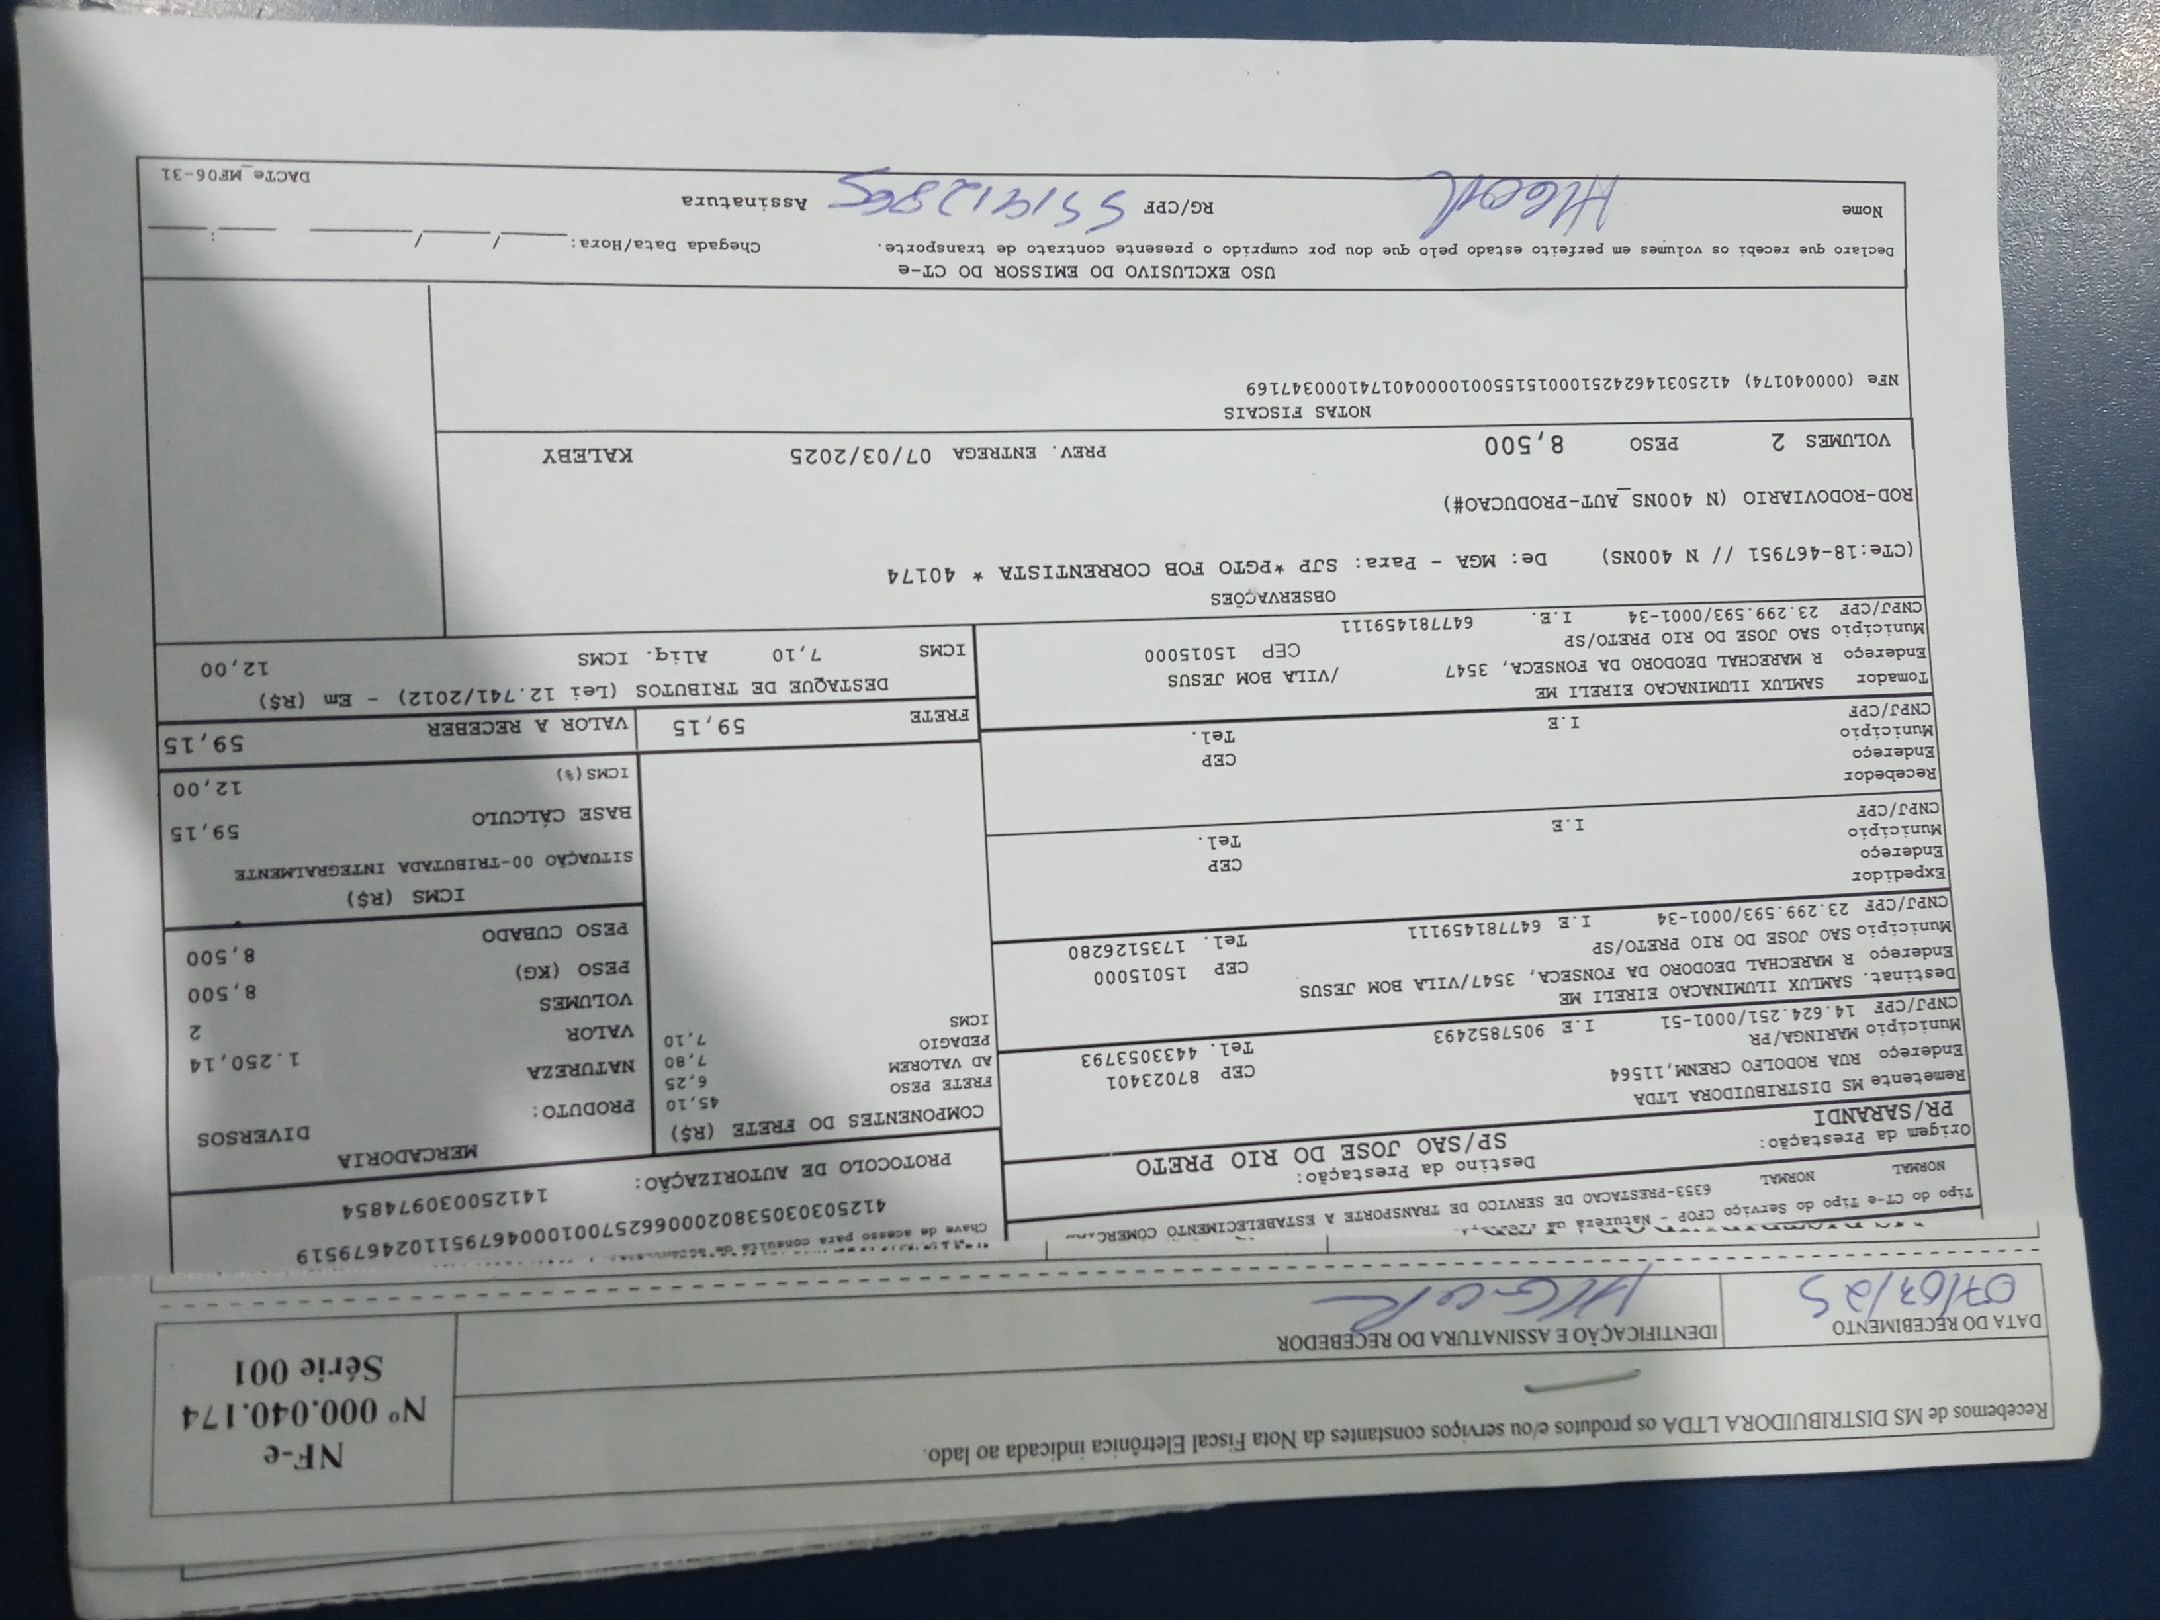 Recebemos de MS DISTRIBUIDORA LTDA os produtos e/ou serviços constantes da Nota Fiscal Eletrônica indicada ao lado.
NF-e
Nº 000.040.174
Série 001
DATA DO RECEBIMENTO
07/03/25
IDENTIFICAÇÃO E ASSINATURA DO RECEBEDOR
Tipo do CT-e Tipo do Serviço CFOP - Natureza da
NORMAL NORMAL 6353-PRESTACAO DE SERVICO DE TRANSPORTE A ESTABELECIMENTO
Origem da Prestação: Destino da Prestação:
PR/SARANDI SP/SAO JOSE DO RIO PRETO
Chave de acesso para consulta de
41250303053802000662570010004679511024679519
PROTOCOLO DE AUTORIZAÇÃO: 141250030974854
Remetente MS DISTRIBUIDORA LTDA
Endereço RUA RODOLFO CRENM,11564 CEP 87023401
Município MARINGA/PR Tel. 4433053793
CNPJ/CPF 14.624.251/0001-51 I.E 9057852493
Destinat. SAMLUX ILUMINACAO EIRELI ME
Endereço R MARECHAL DEODORO DA FONSECA, 3547/VILA BOM JESUS CEP 15015000
Município SAO JOSE DO RIO PRETO/SP Tel. 1735126280
CNPJ/CPF 23.299.593/0001-34 I.E 647781459111
Expedidor
Endereço CEP
Município Tel.
CNPJ/CPF I.E
Recebedor
Endereço CEP
Município Tel.
CNPJ/CPF I.E
Tomador SAMLUX ILUMINACAO EIRELI ME
Endereço R MARECHAL DEODORO DA FONSECA, 3547 /VILA BOM JESUS
Município SAO JOSE DO RIO PRETO/SP CEP 15015000
CNPJ/CPF 23.299.593/0001-34 I.E. 647781459111
COMPONENTES DO FRETE (R$)
FRETE PESO 45,10
AD VALOREM 6,25
PEDAGIO 7,80
ICMS 7,10
MERCADORIA
PRODUTO: DIVERSOS
NATUREZA
VALOR 1.250,14
VOLUMES 2
PESO (KG) 8,500
PESO CUBADO 8,500
ICMS (R$)
SITUAÇÃO 00-TRIBUTADA INTEGRALMENTE
BASE CÁLCULO 59,15
ICMS(%) 12,00
FRETE 59,15 VALOR A RECEBER 59,15
DESTAQUE DE TRIBUTOS (Lei 12.741/2012) - Em (R$)
ICMS 7,10 Aliq. ICMS 12,00
OBSERVAÇÕES
(CTe:18-467951 // N 400NS) De: MGA - Para: SJP *PGTO FOB CORRENTISTA * 40174
ROD-RODOVIARIO (N 400NS_AUT-PRODUCAO#)
VOLUMES 2 PESO 8,500 PREV. ENTREGA 07/03/2025 KALEBY
NOTAS FISCAIS
NFe (000040174) 41250314624251000151550010000401741000347169
USO EXCLUSIVO DO EMISSOR DO CT-e
Declaro que recebi os volumes em perfeito estado pelo que dou por cumprido o presente contrato de transporte. Chegada Data/Hora: ____/____/____ __:__
Nome RG/CPF Assinatura
DACTe_MF06-31